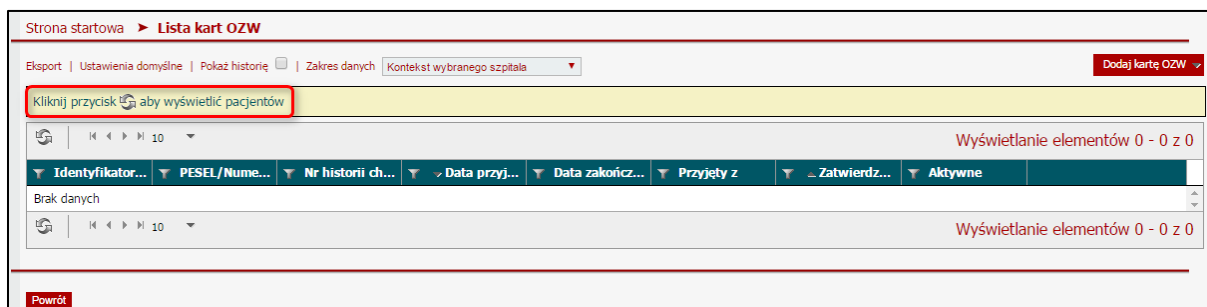 Strona startowa ➤ Lista kart OZW
Eksport | Ustawienia domyślne | Pokaż historię | Zakres danych Kontekst wybranego szpitala
Dodaj kartę OZW
Kliknij przycisk aby wyświetlić pacjentów
10 Wyświetlanie elementów 0 - 0 z 0
Identyfikator... PESEL/Nume... Nr historii ch... Data przyj... Data zakończ... Przyjęty z Zatwierdz... Aktywne
Brak danych
10 Wyświetlanie elementów 0 - 0 z 0
Powrót